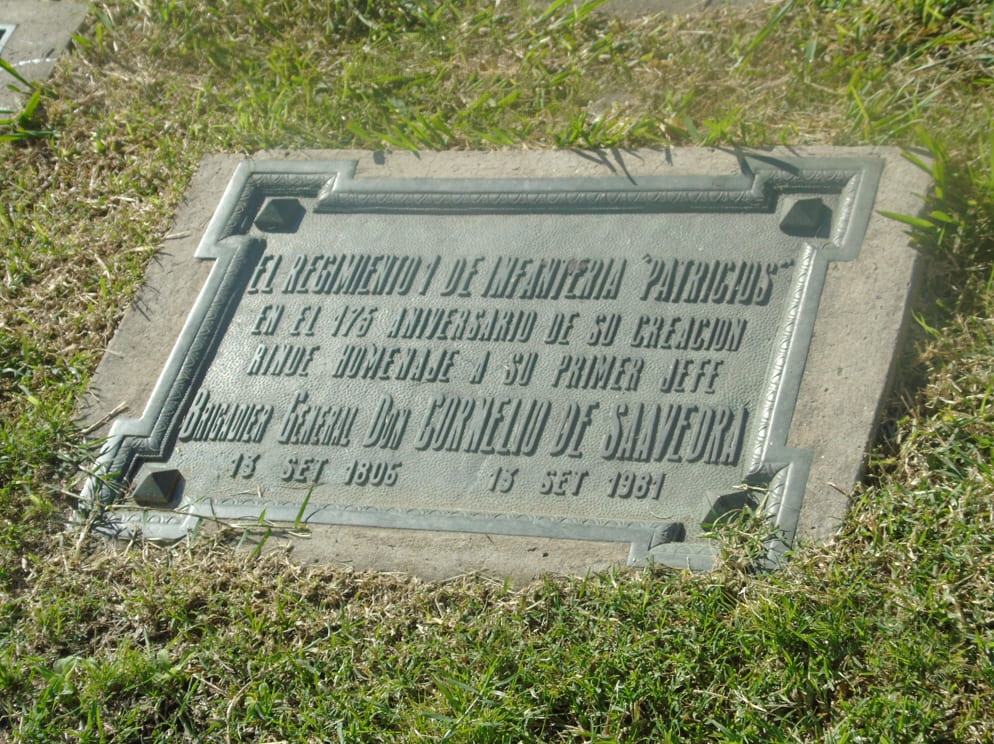 EL REGIMIENTO 1 DE INFANTERIA "PATRICIOS"
EN EL 175 ANIVERSARIO DE SU CREACION
RINDE HOMENAJE A SU PRIMER JEFE
BRIGADIER GENERAL DON CORNELIO DE SAAVEDRA
13 SET 1806 13 SET 1981